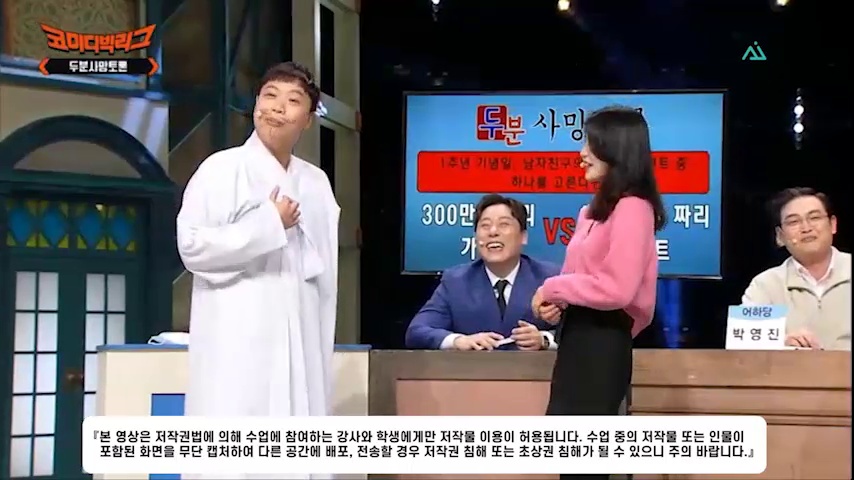 코미디빅리그
두분사망토론
두분 사망
1주년 기념일 남자친구의
하나를 고른다
300만
VS
짜리
어하당
박영진
『본 영상은 저작권법에 의해 수업에 참여하는 강사와 학생에게만 저작물 이용이 허용됩니다. 수업 중의 저작물 또는 인물이
포함된 화면을 무단 캡처하여 다른 공간에 배포, 전송할 경우 저작권 침해 또는 초상권 침해가 될 수 있으니 주의 바랍니다.』